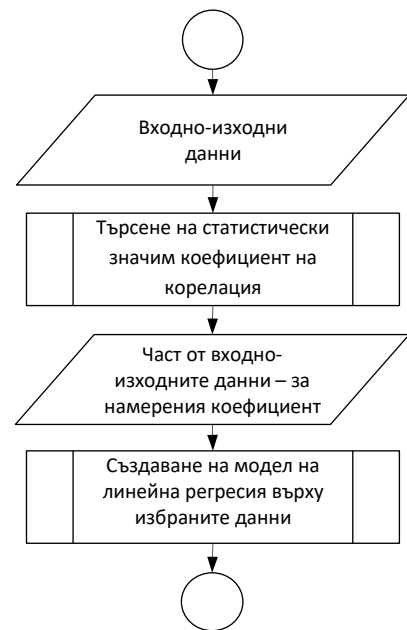 Входно-изходни
данни
Търсене на статистически
значим коефициент на
корелация
Част от входно-
изходните данни – за
намерения коефициент
Създаване на модел на
линейна регресия върху
избраните данни